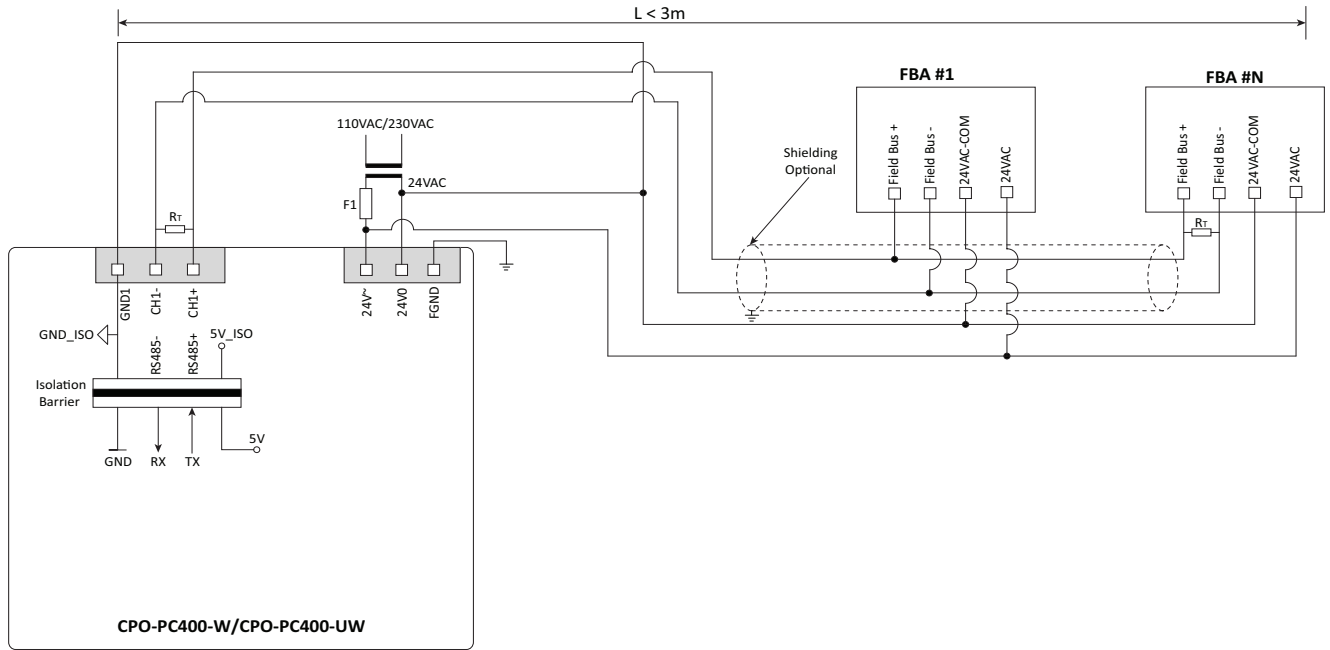 L < 3m
FBA #1
FBA #N
110VAC/230VAC
Shielding
Optional
Field Bus +
Field Bus -
24VAC-COM
24VAC
Field Bus +
Field Bus -
24VAC-COM
24VAC
24VAC
F1
RT
RT
GND1
CH1-
CH1+
24V~
24V0
FGND
GND_ISO
RS485-
RS485+
5V_ISO
Isolation
Barrier
5V
GND
RX
TX
CPO-PC400-W/CPO-PC400-UW